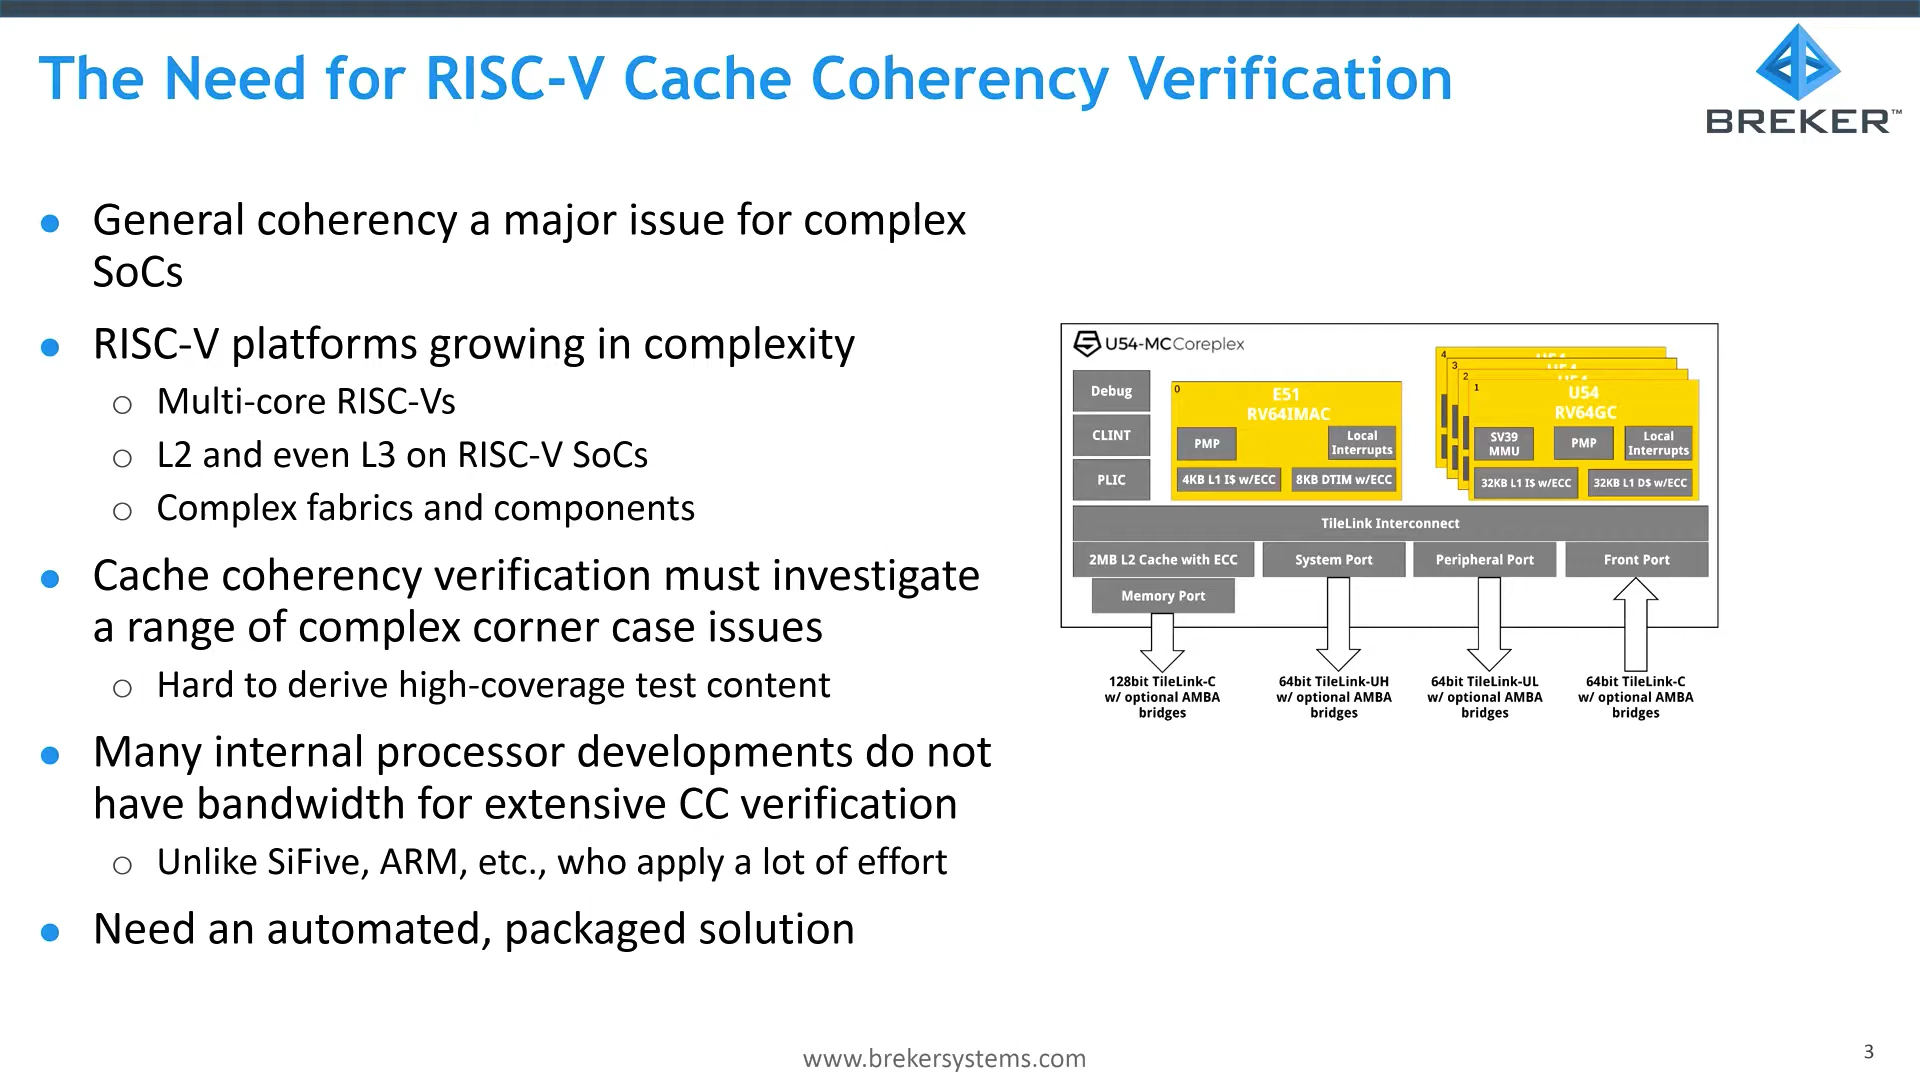 The Need for RISC-V Cache Coherency Verification
BREKER™
● General coherency a major issue for complex
SoCs
● RISC-V platforms growing in complexity
○ Multi-core RISC-Vs
○ L2 and even L3 on RISC-V SoCs
○ Complex fabrics and components
● Cache coherency verification must investigate
a range of complex corner case issues
○ Hard to derive high-coverage test content
● Many internal processor developments do not
have bandwidth for extensive CC verification
○ Unlike SiFive, ARM, etc., who apply a lot of effort
● Need an automated, packaged solution
U54-MC Coreplex
Debug
CLINT
PLIC
0
E51
RV64IMAC
PMP
Local
Interrupts
4KB L1 I$ w/ECC
8KB DTIM w/ECC
4
3
2
1
U54
RV64GC
SV39
MMU
PMP
Local
Interrupts
32KB L1 I$ w/ECC
32KB L1 D$ w/ECC
TileLink Interconnect
2MB L2 Cache with ECC
System Port
Peripheral Port
Front Port
Memory Port
128bit TileLink-C
w/ optional AMBA
bridges
64bit TileLink-UH
w/ optional AMBA
bridges
64bit TileLink-UL
w/ optional AMBA
bridges
64bit TileLink-C
w/ optional AMBA
bridges
www.brekersystems.com
3